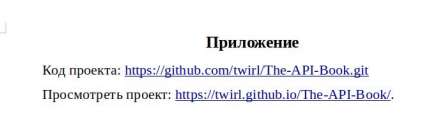 Приложение
Код проекта: https://github.com/twirl/The-API-Book.git
Просмотреть проект: https://twirl.github.io/The-API-Book/.